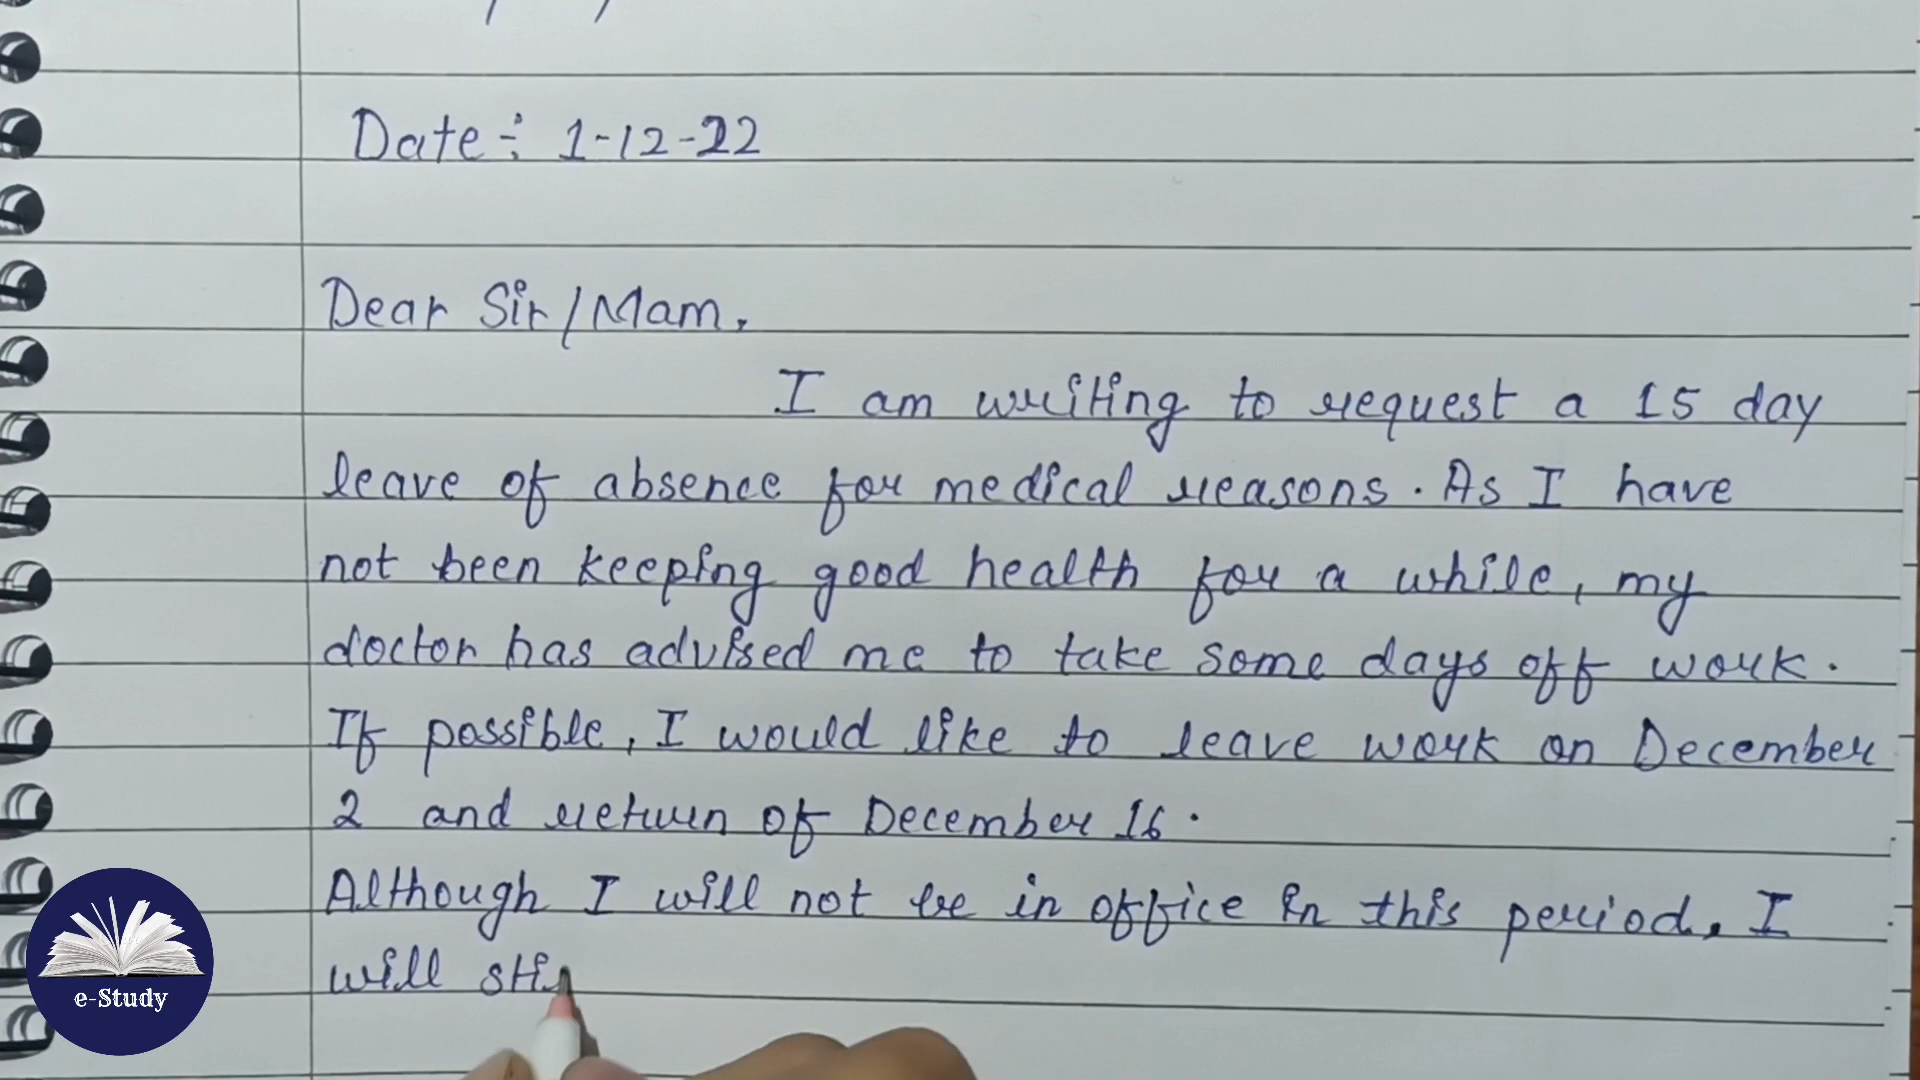 Date ÷ 1-12-22
Dear Sir/Mam,
I am writing to request a 15 day
leave of absence for medical reasons. As I have
not been keeping good health for a while, my
doctor has advised me to take some days off work.
If possible, I would like to leave work on December
2 and return of December 16.
Although I will not be in office in this period, I
will sti
e-Study